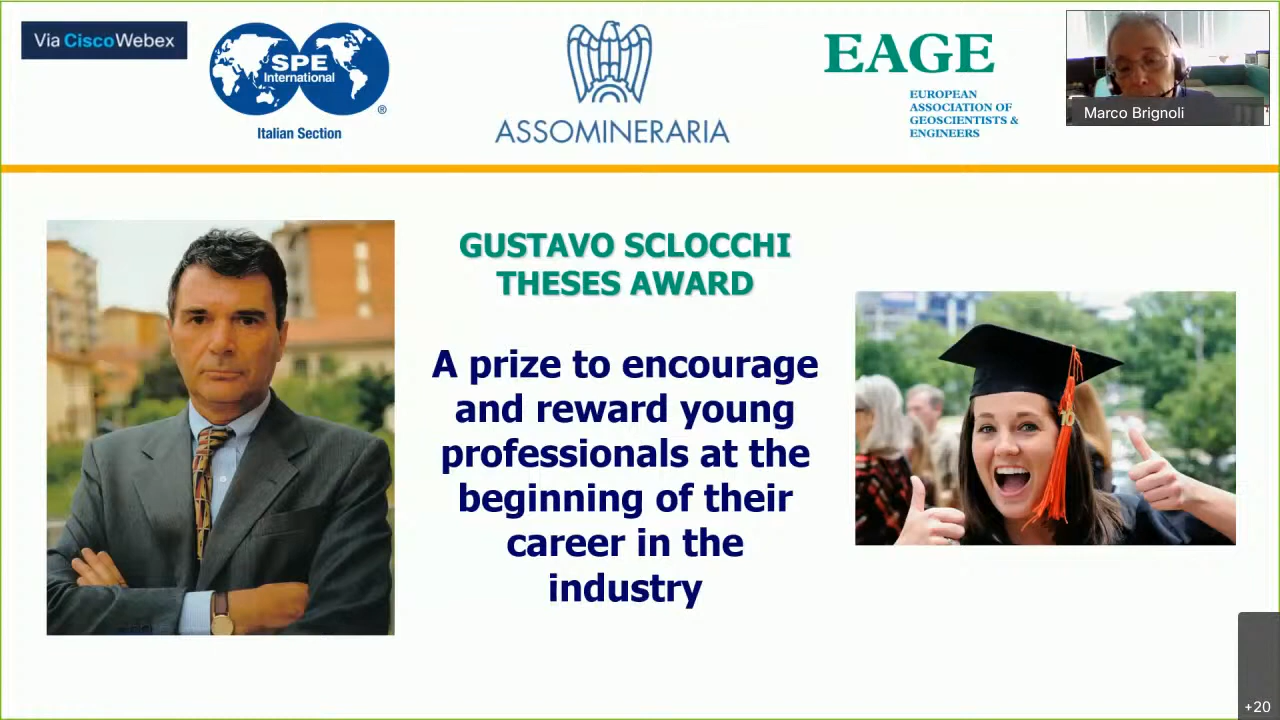 Via CiscoWebex
SPE
International
®
Italian Section
ASSOMINERARIA
EAGE
EUROPEAN
ASSOCIATION OF
GEOSCIENTISTS &
ENGINEERS
Marco Brignoli
GUSTAVO SCLOCCHI
THESES AWARD
A prize to encourage
and reward young
professionals at the
beginning of their
career in the
industry
+20